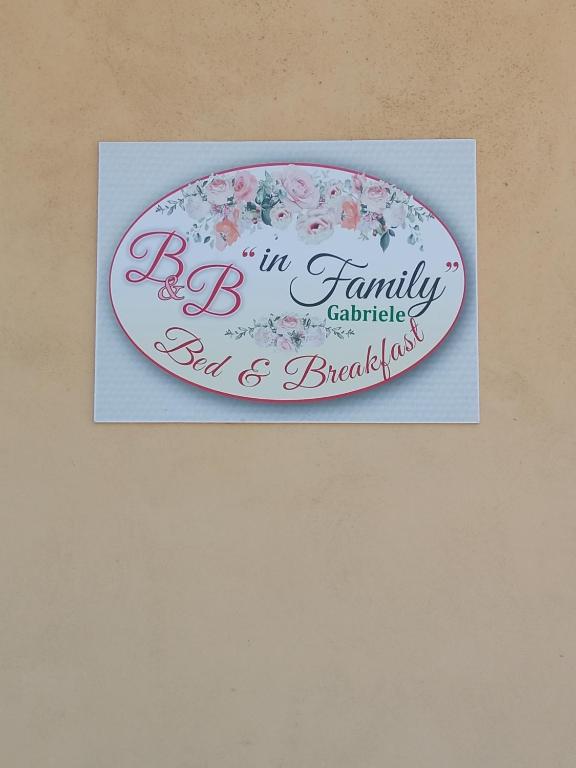 B&B "in Family"
Gabriele
Bed & Breakfast